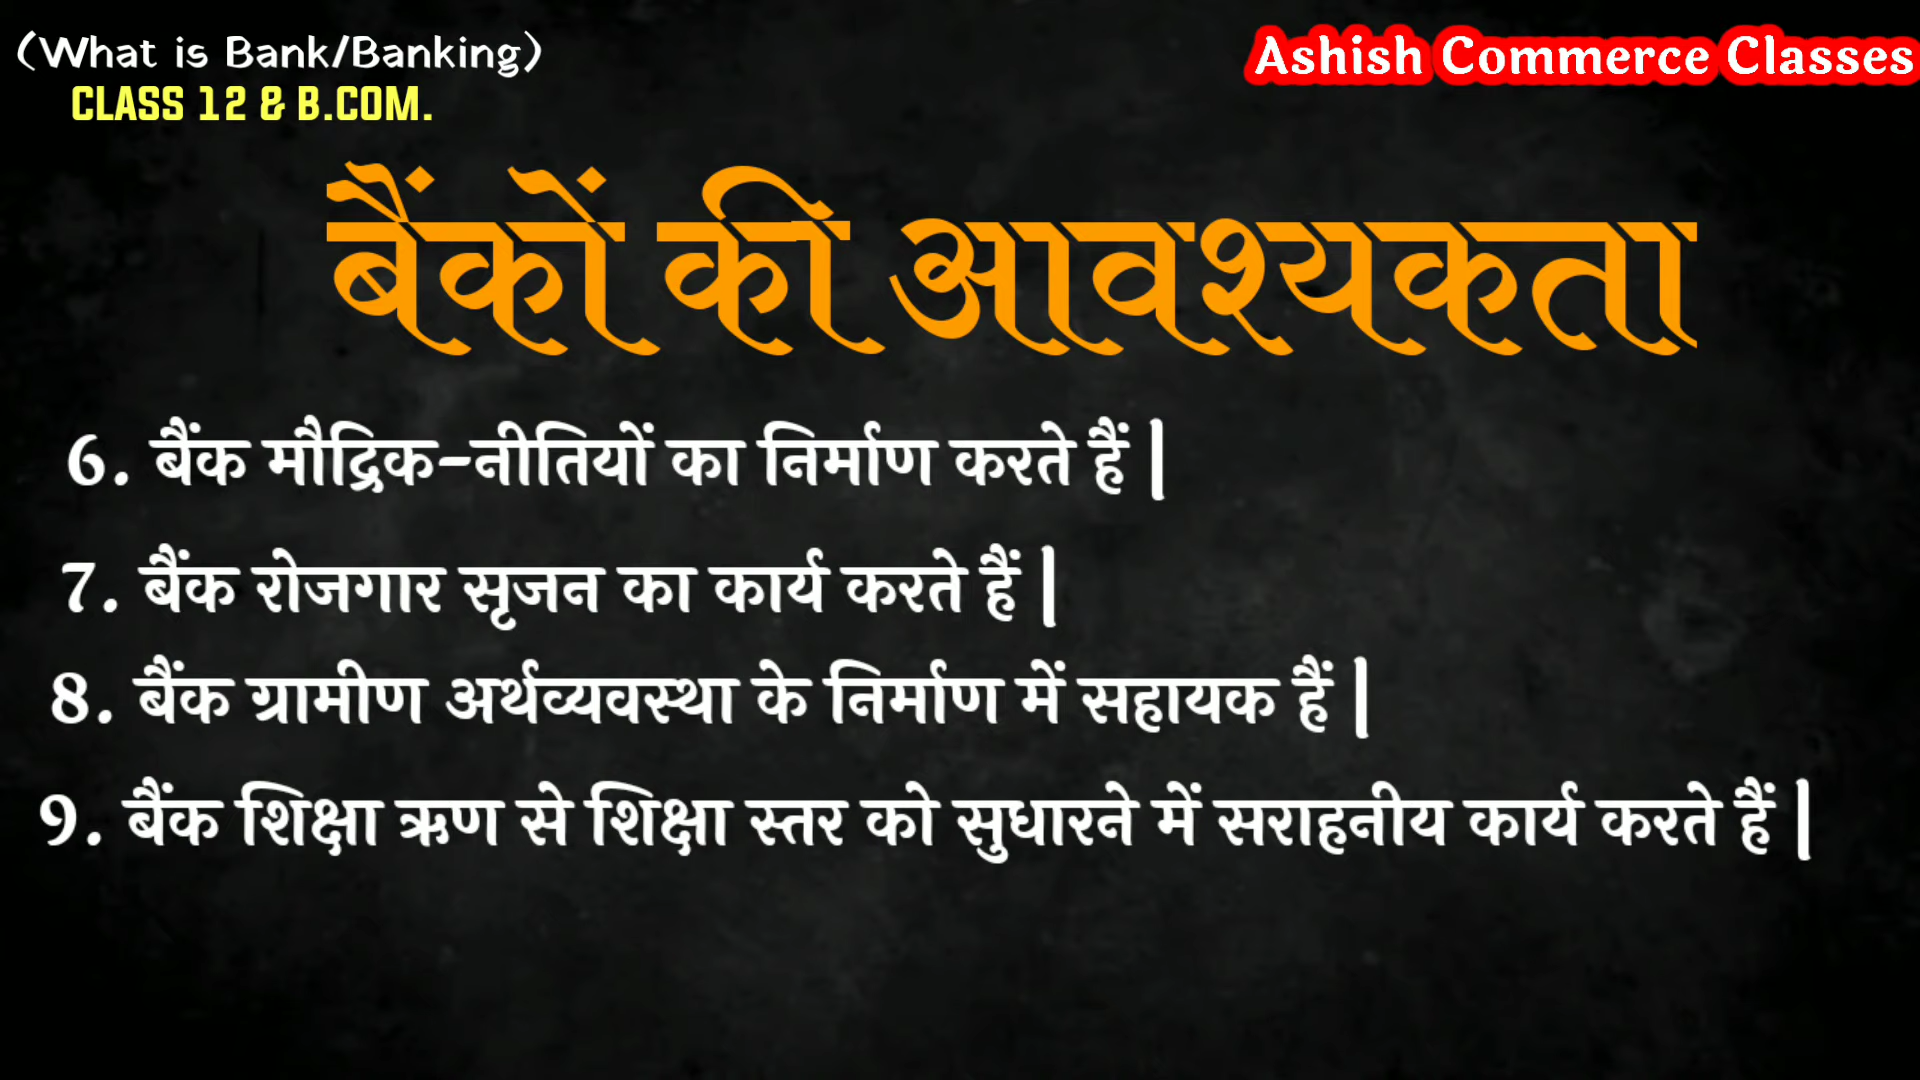 (What is Bank/Banking)
Ashish Commerce Classes
CLASS 12 & B.COM.
बैंकों की आवश्यकता
6. बैंक मौद्रिक-नीतियों का निर्माण करते हैं |
7. बैंक रोजगार सृजन का कार्य करते हैं |
8. बैंक ग्रामीण अर्थव्यवस्था के निर्माण में सहायक हैं |
9. बैंक शिक्षा ऋण से शिक्षा स्तर को सुधारने में सराहनीय कार्य करते हैं |